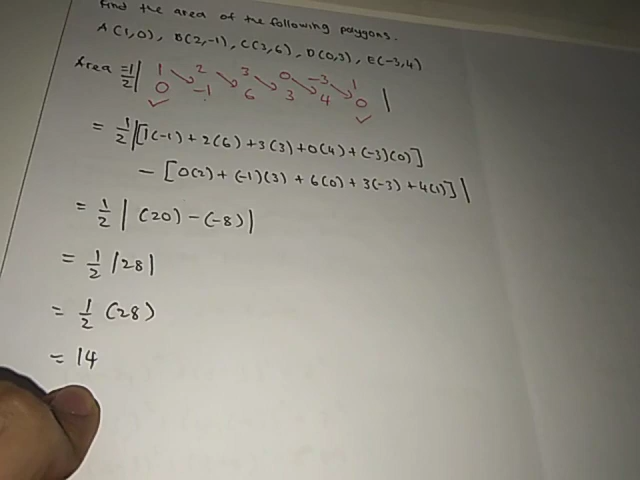 Find the area of the following polygons.
A(1,0), B(2,-1), C(3,6), D(0,3), E(-3,4)
Area = 1/2 | 1 2 3 0 -3 1
0 -1 6 3 4 0 |
= 1/2 |[1(-1) + 2(6) + 3(3) + 0(4) + (-3)(0)]
- [0(2) + (-1)(3) + 6(0) + 3(-3) + 4(1)]|
= 1/2 | (20) - (-8)|
= 1/2 |28|
= 1/2 (28)
= 14